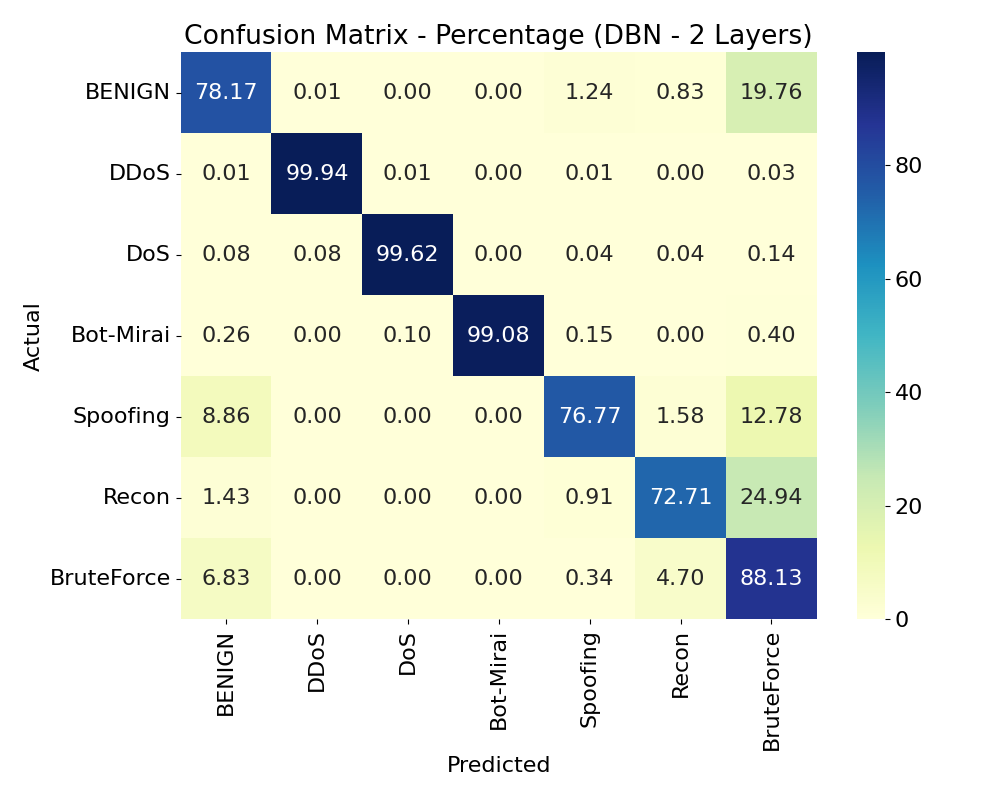 Confusion Matrix - Percentage (DBN - 2 Layers)
BENIGN 78.17 0.01 0.00 0.00 1.24 0.83 19.76
DDoS 0.01 99.94 0.01 0.00 0.01 0.00 0.03
DoS 0.08 0.08 99.62 0.00 0.04 0.04 0.14
Bot-Mirai 0.26 0.00 0.10 99.08 0.15 0.00 0.40
Spoofing 8.86 0.00 0.00 0.00 76.77 1.58 12.78
Recon 1.43 0.00 0.00 0.00 0.91 72.71 24.94
BruteForce 6.83 0.00 0.00 0.00 0.34 4.70 88.13
Actual
BENIGN DDoS DoS Bot-Mirai Spoofing Recon BruteForce
Predicted
80
60
40
20
0